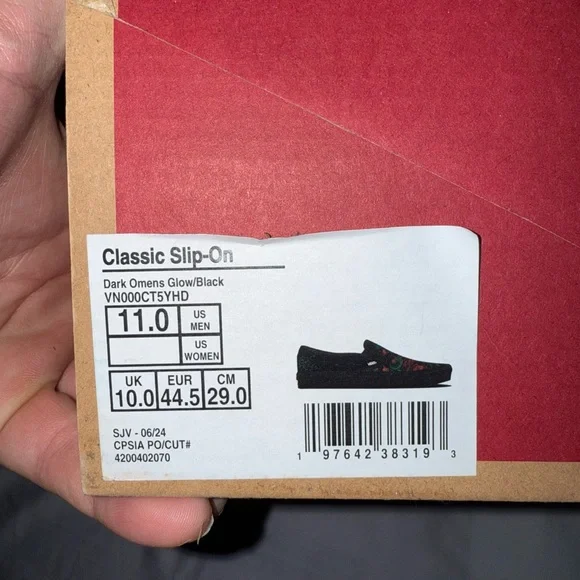 Classic Slip-On
Dark Omens Glow/Black
VN000CT5YHD
11.0 US MEN
US WOMEN
UK EUR CM
10.0 44.5 29.0
SJV - 06/24
CPSIA PO/CUT#
4200402070
1 97642 38319 3